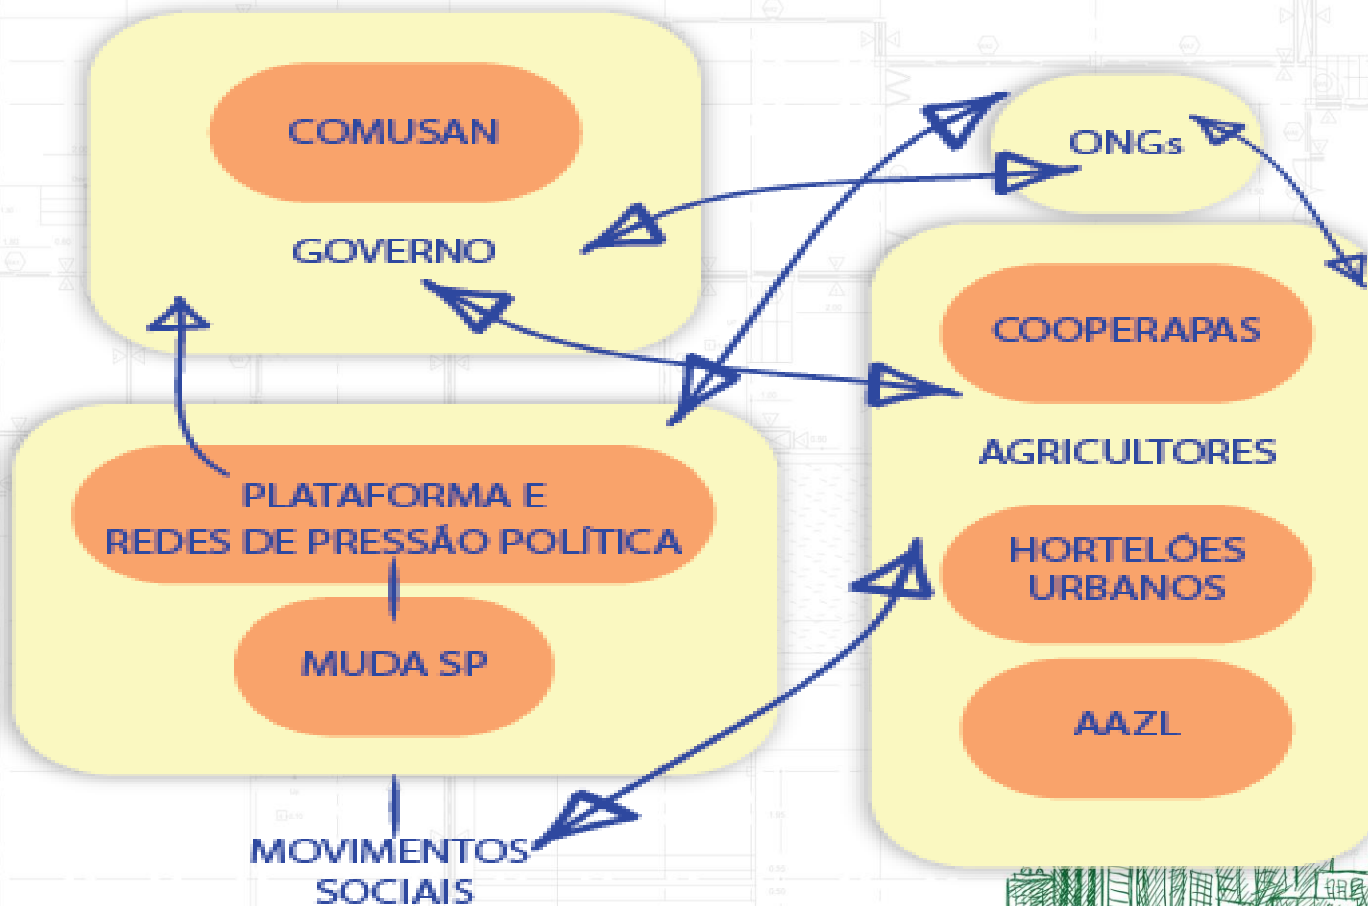 COMUSAN
GOVERNO
ONGs
COOPERAPAS
AGRICULTORES
HORTELÕES
URBANOS
AAZL
PLATAFORMA E
REDES DE PRESSÃO POLÍTICA
MUDA SP
MOVIMENTOS
SOCIAIS